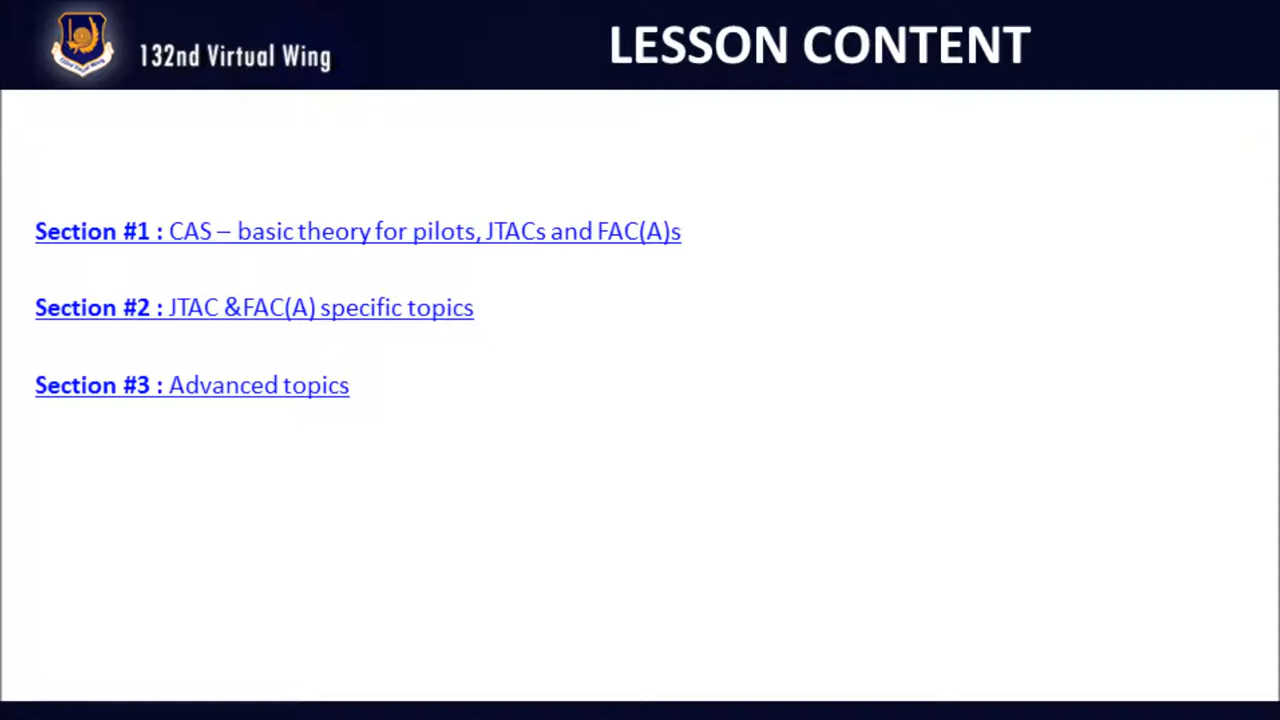 132nd Virtual Wing
LESSON CONTENT
Section #1 : CAS – basic theory for pilots, JTACs and FAC(A)s
Section #2 : JTAC &FAC(A) specific topics
Section #3 : Advanced topics